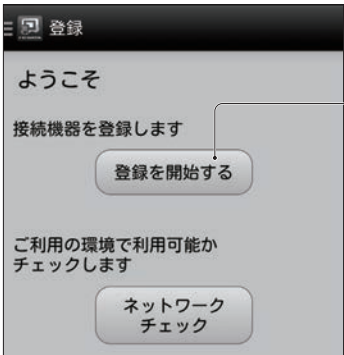 登録
ようこそ
接続機器を登録します
登録を開始する
ご利用の環境で利用可能か
チェックします
ネットワーク
チェック